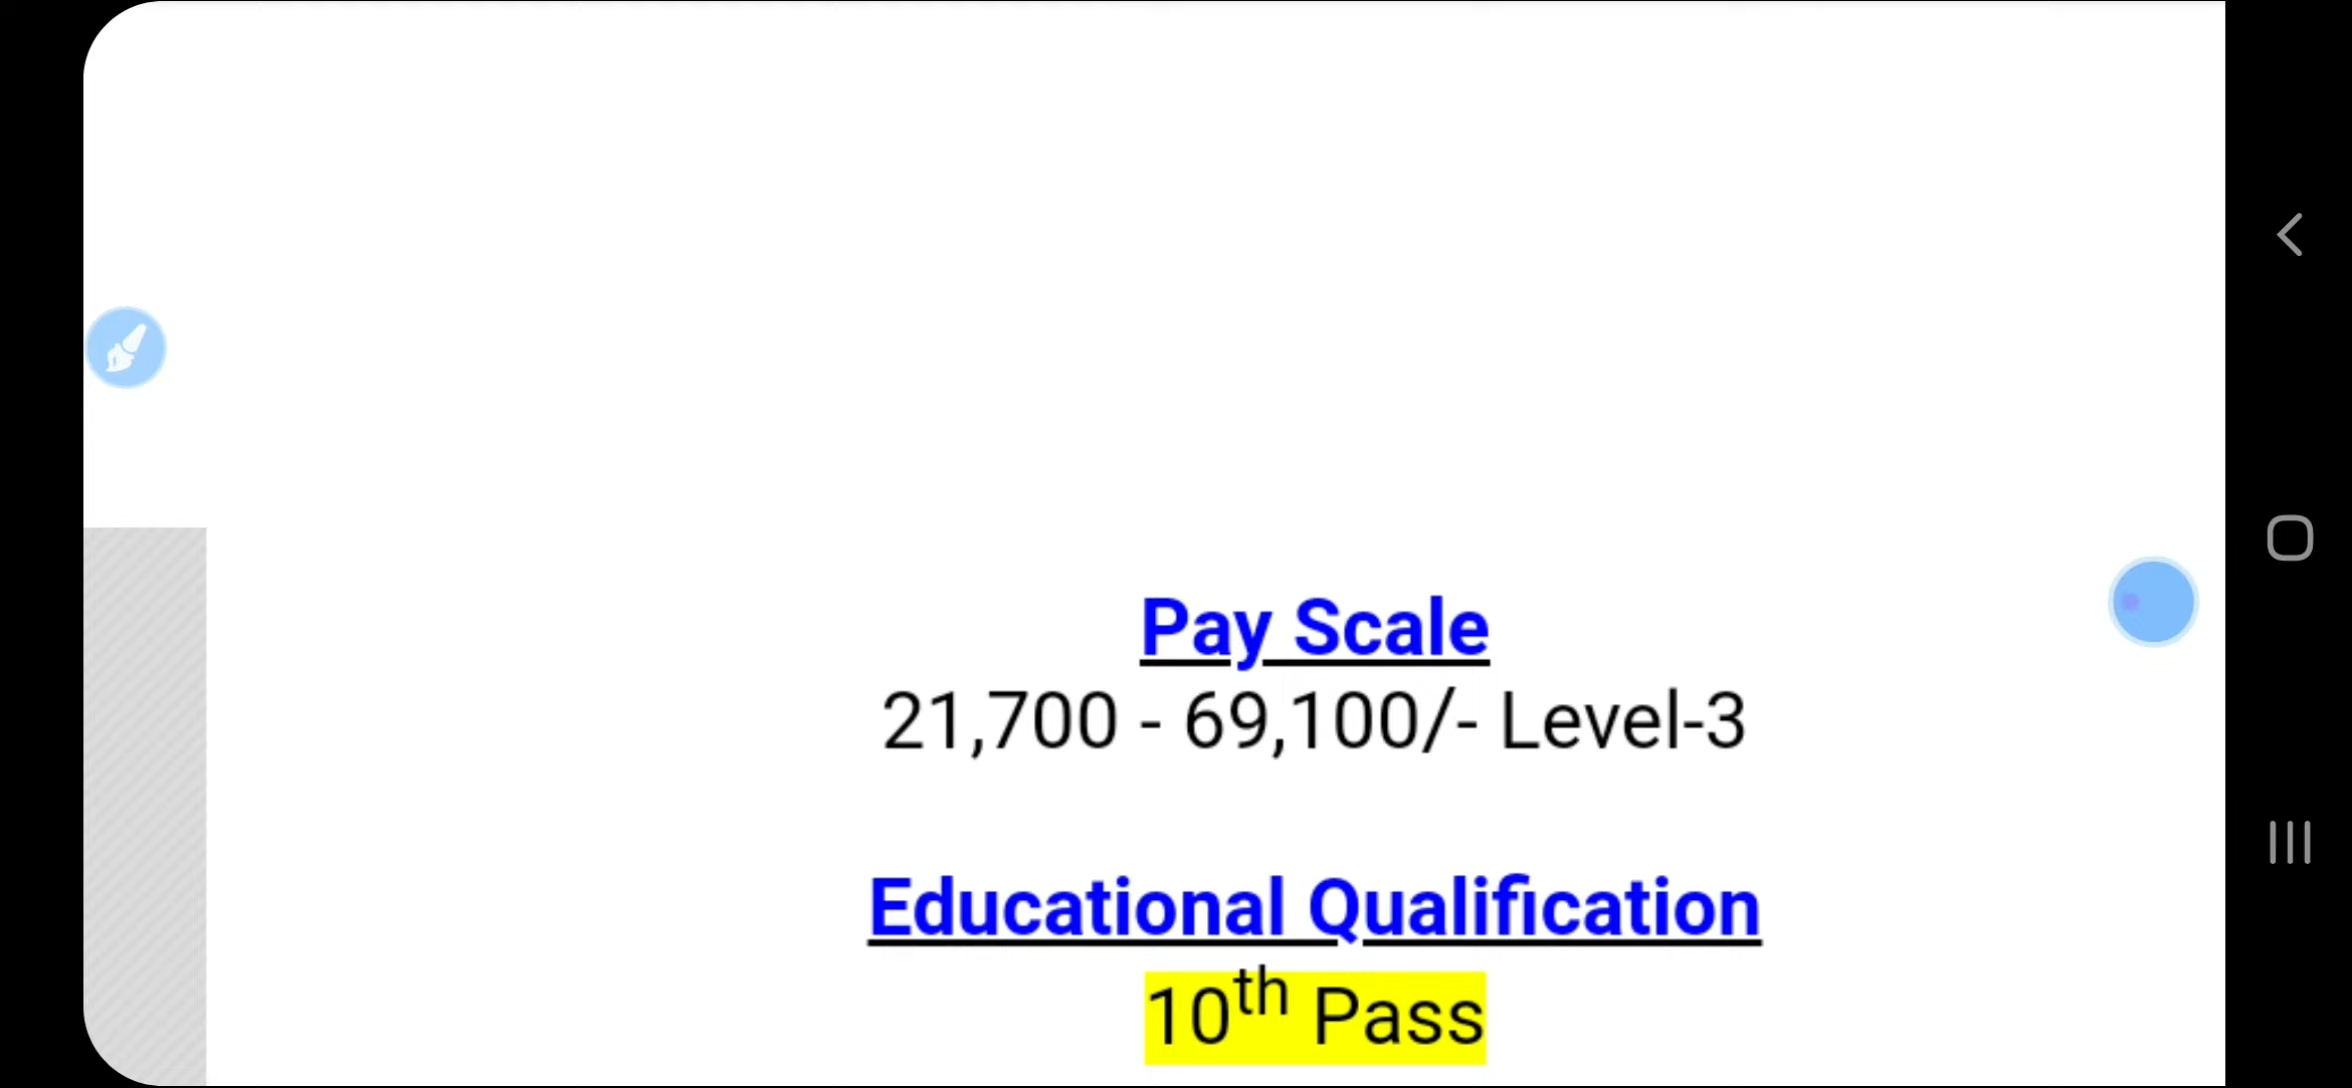 Pay Scale
21,700 - 69,100/- Level-3
Educational Qualification
10th Pass